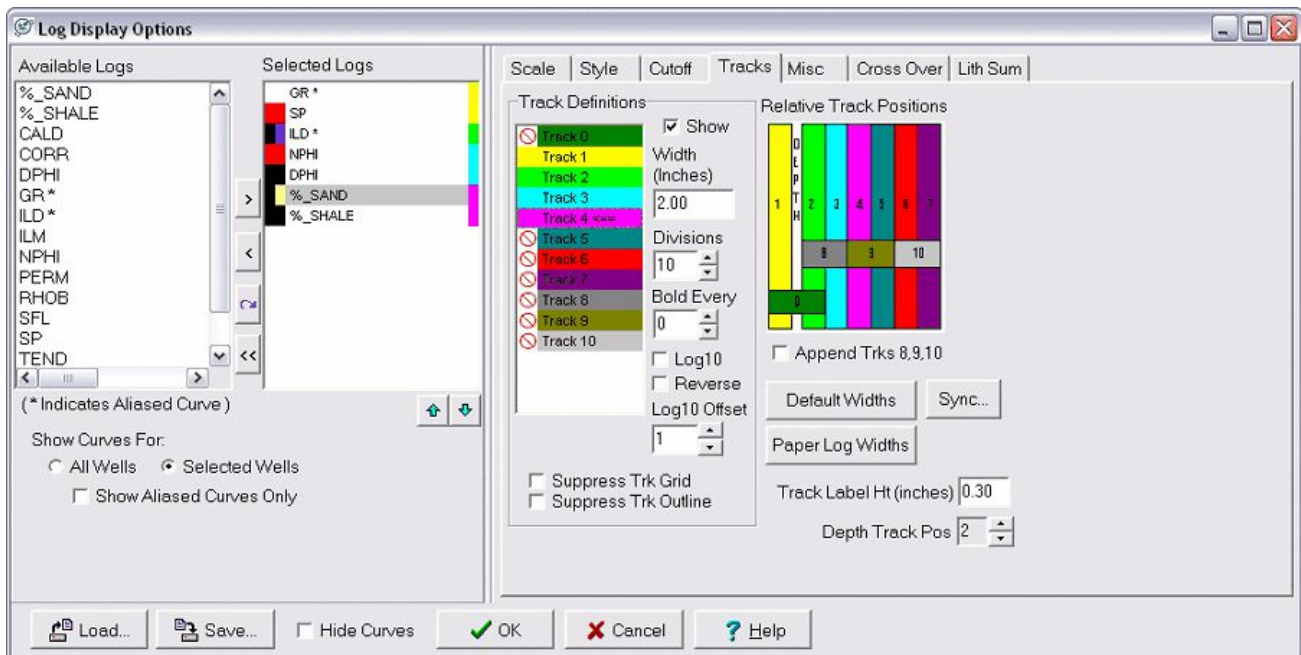 Log Display Options
Available Logs
%_SAND
%_SHALE
CALD
CORR
DPHI
GR *
ILD *
ILM
NPHI
PERM
RHOB
SFL
SP
TEND
(* Indicates Aliased Curve )
Show Curves For:
All Wells
Selected Wells
Show Aliased Curves Only
>
<
<<
Selected Logs
GR *
SP
ILD *
NPHI
DPHI
%_SAND
%_SHALE
Scale
Style
Cutoff
Tracks
Misc
Cross Over
Lith Sum
Track Definitions
Track 0
Track 1
Track 2
Track 3
Track 4 <==
Track 5
Track 6
Track 7
Track 8
Track 9
Track 10
Show
Width
(Inches)
2.00
Divisions
10
Bold Every
0
Log10
Reverse
Log10 Offset
1
Suppress Trk Grid
Suppress Trk Outline
Relative Track Positions
1
DEPTH
2
3
4
5
6
7
8
9
10
0
Append Trks 8,9,10
Default Widths
Sync...
Paper Log Widths
Track Label Ht (inches)
0.30
Depth Track Pos
2
Load...
Save...
Hide Curves
OK
Cancel
Help